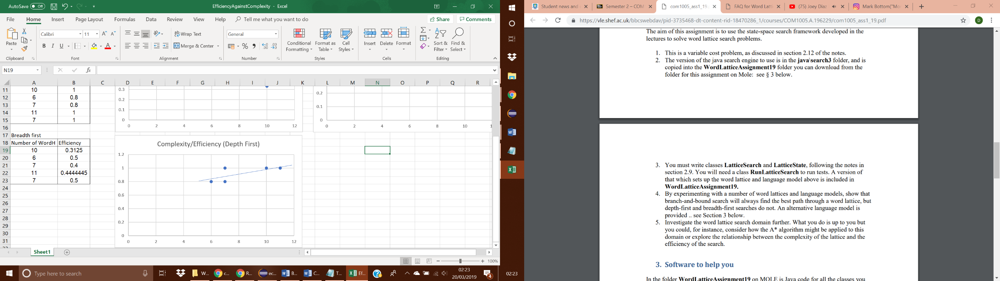 AutoSave Off EfficiencyAgainstComplexity - Excel
File Home Insert Page Layout Formulas Data Review View Help Tell me what you want to do Share Comments
Paste Calibri 11 A A Wrap Text General Conditional Formatting Format as Table Cell Styles Insert Delete Format Sort & Filter Find & Select
B I U A Merge & Center % 9
Clipboard Font Alignment Number Styles Cells Editing
N19 fx
A B C D E F G H I J K L M N O P Q R
11 10 1
12 6 0.8
13 7 0.8
14 11 1
15 7 1
16
17 Breadth first
18 Number of WordH Efficiency
19 10 0.3125
20 6 0.5
21 7 0.4
22 11 0.4444445
23 7 0.5
24
25
26
27
28
29
30
31
0.3
0.2
0.1
0
0 2 4 6 8 10 12
0.2
0.1
0
0 2 4 6 8 10 1
Complexity/Efficiency (Depth First)
1.2
1
0.8
0.6
0.4
0.2
0
0 2 4 6 8 10 12
Sheet1
100%
Type here to search W... c... R... ec... B... C... T... Ef... 02:23
20/03/2019 4
02:23
Student news and Semester 2 – COM com1005_ass1_19. FAQ for Word Latti (75) Joey Diaz Mark Bottom("Mo
https://vle.shef.ac.uk/bbcswebdav/pid-3735468-dt-content-rid-18470286_1/courses/COM1005.A.196229/com1005_ass1_19.pdf D
The aim of this assignment is to use the state-space search framework developed in the
lectures to solve word lattice search problems.
1. This is a variable cost problem, as discussed in section 2.12 of the notes.
2. The version of the java search engine to use is in the java\search3 folder, and is
copied into the WordLatticeAssignment19 folder you can download from the
folder for this assignment on Mole: see § 3 below.
3. You must write classes LatticeSearch and LatticeState, following the notes in
section 2.9. You will need a class RunLatticeSearch to run tests. A version of
that which sets up the word lattice and language model above is included in
WordLatticeAssignment19.
4. By experimenting with a number of word lattices and language models, show that
branch-and-bound search will always find the best path through a word lattice, but
depth-first and breadth-first searches do not. An alternative language model is
provided .. see Section 3 below.
5. Investigate the word lattice search domain further. What you do is up to you but
you could, for instance, consider how the A* algorithm might be applied to this
domain or explore the relationship between the complexity of the lattice and the
efficiency of the search.
3. Software to help you
In the folder WordLatticeAssignment19 on MOLE is Java code for all the classes you